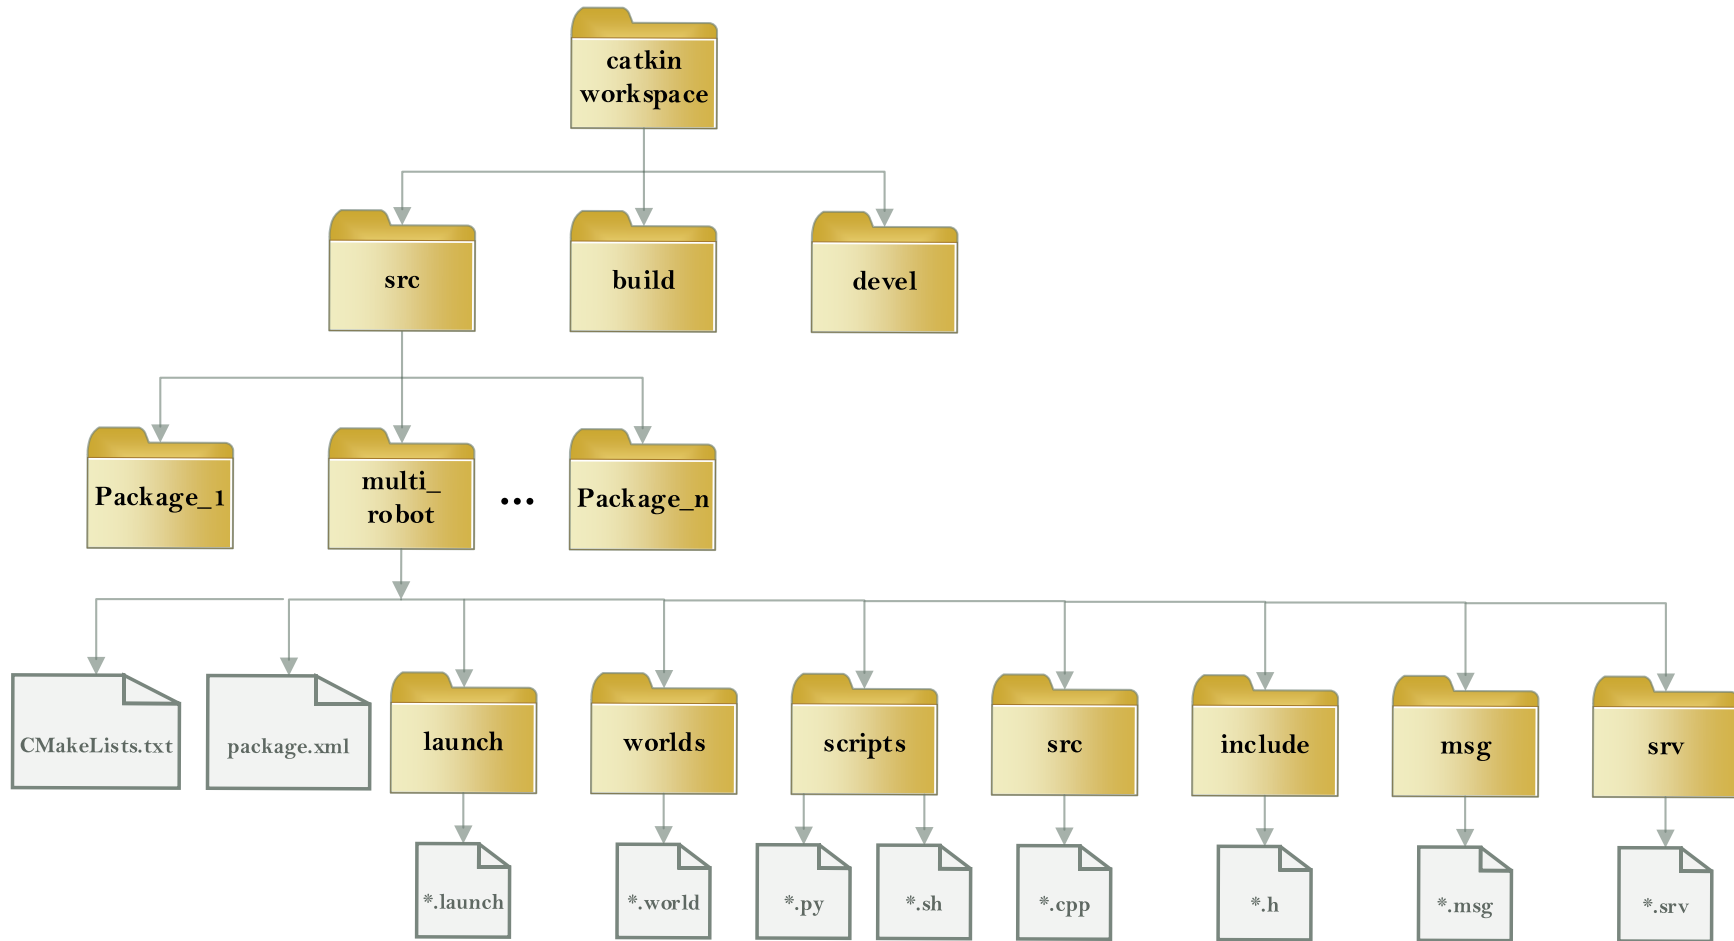 catkin
workspace
src
build
devel
Package_1
multi_
robot
...
Package_n
CMakeLists.txt
package.xml
launch
worlds
scripts
src
include
msg
srv
*.launch
*.world
*.py
*.sh
*.cpp
*.h
*.msg
*.srv